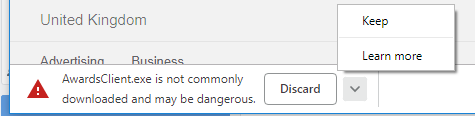 United Kingdom
Keep
Learn more
Advertising Business
AwardsClient.exe is not commonly
downloaded and may be dangerous.
Discard